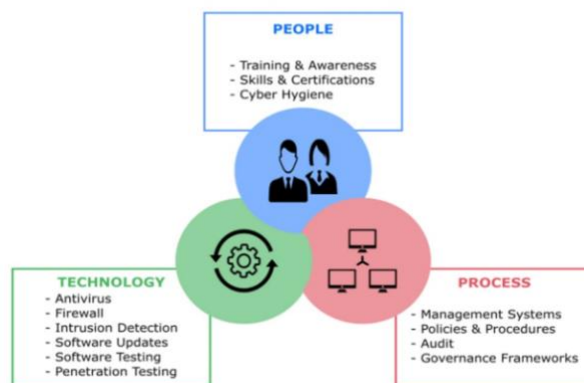 PEOPLE
- Training & Awareness
- Skills & Certifications
- Cyber Hygiene
TECHNOLOGY
- Antivirus
- Firewall
- Intrusion Detection
- Software Updates
- Software Testing
- Penetration Testing
PROCESS
- Management Systems
- Policies & Procedures
- Audit
- Governance Frameworks